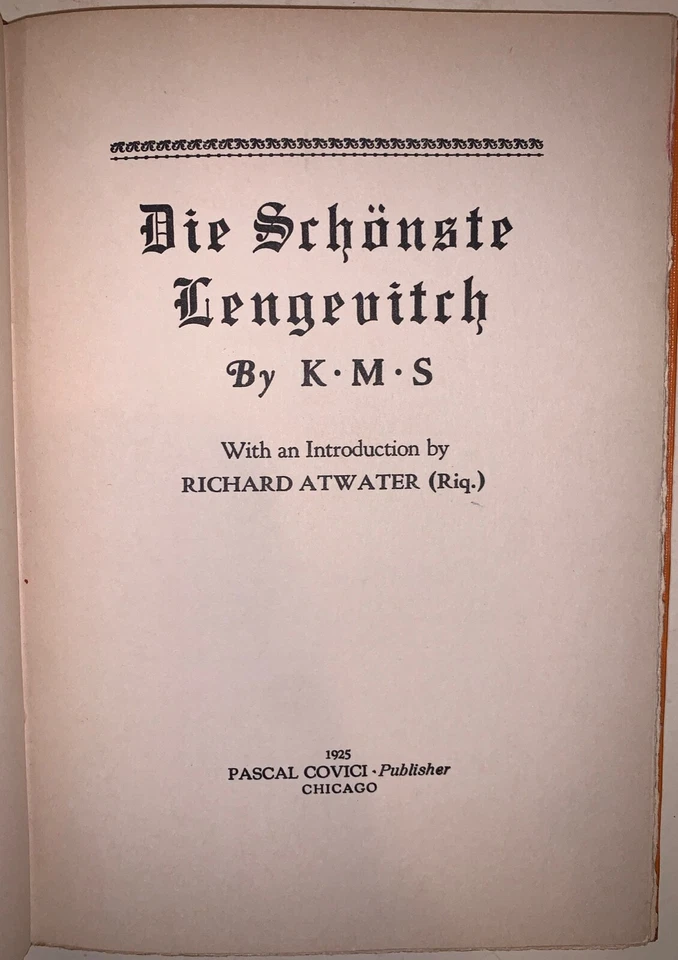 Die Schönste
Lengevitch
By K·M·S
With an Introduction by
RICHARD ATWATER (Riq.)
1925
PASCAL COVICI · Publisher
CHICAGO